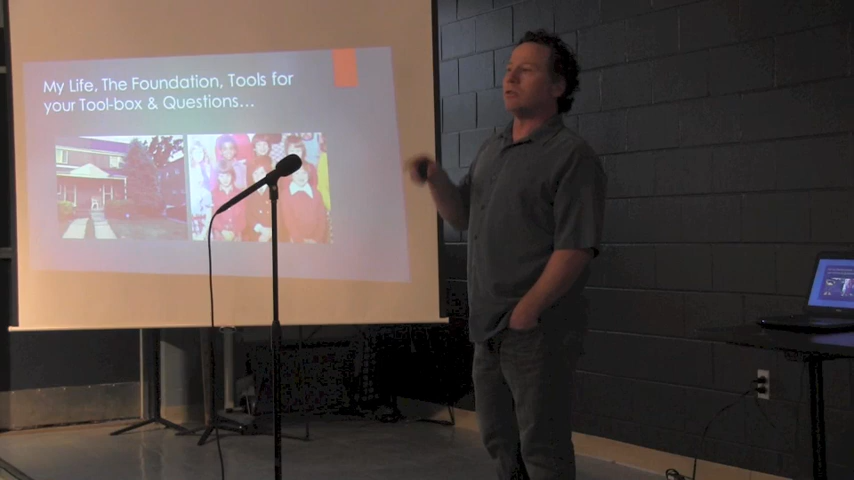 My Life, The Foundation, Tools for
your Tool-box & Questions...